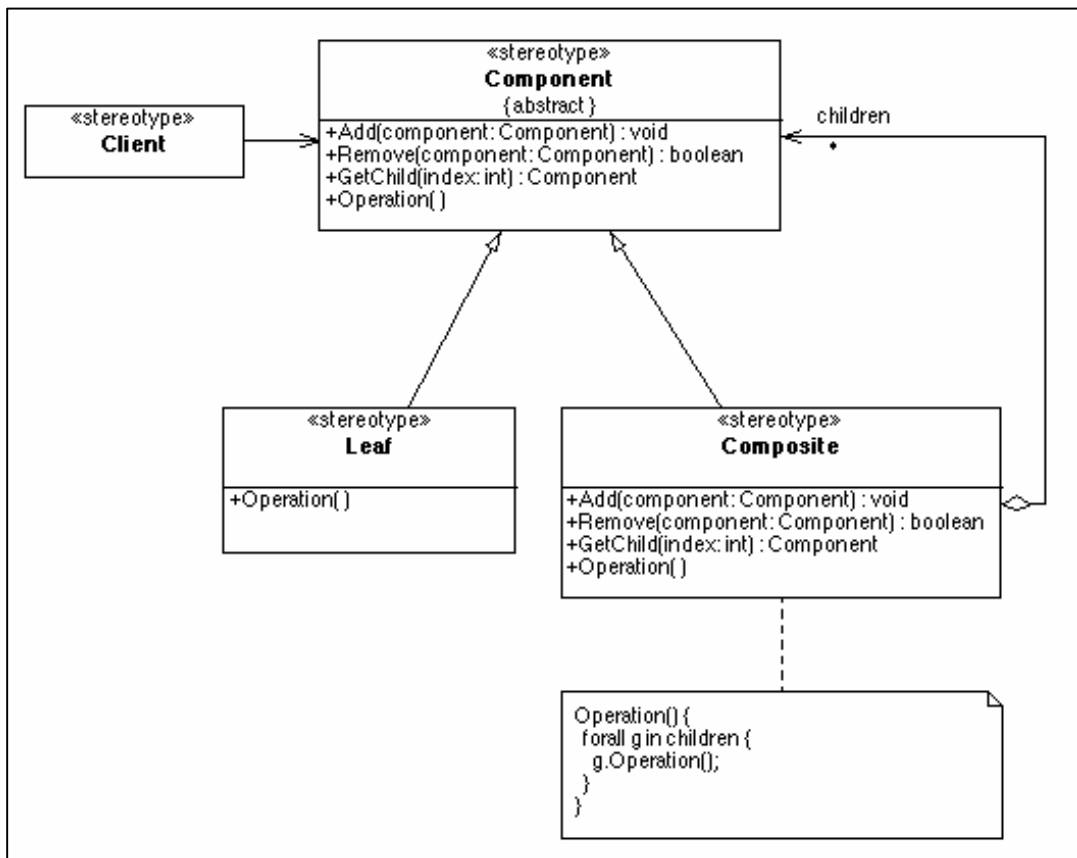 «stereotype»
Component
{abstract}
+Add(component: Component) : void
+Remove(component: Component) : boolean
+GetChild(index: int) : Component
+Operation( )
«stereotype»
Client
children
*
«stereotype»
Leaf
+Operation( )
«stereotype»
Composite
+Add(component: Component) : void
+Remove(component: Component) : boolean
+GetChild(index: int) : Component
+Operation( )
Operation() {
forall g in children {
g.Operation();
}
}